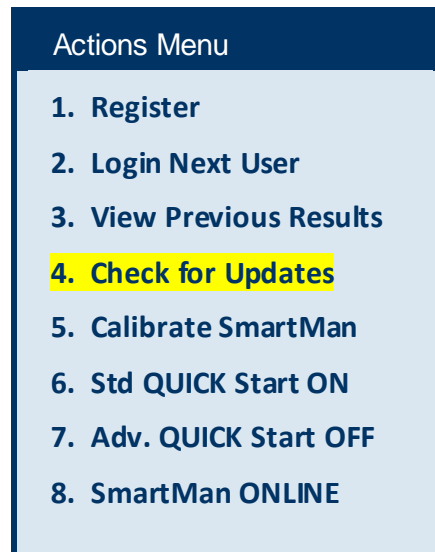 Actions Menu
1. Register
2. Login Next User
3. View Previous Results
4. Check for Updates
5. Calibrate SmartMan
6. Std QUICK Start ON
7. Adv. QUICK Start OFF
8. SmartMan ONLINE